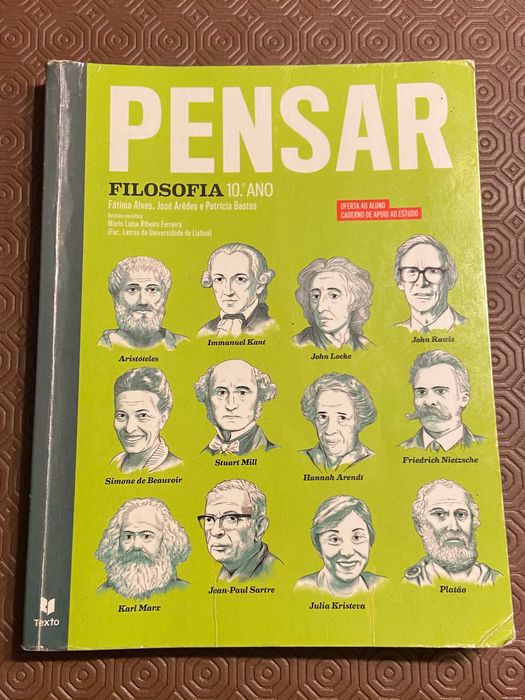 PENSAR
FILOSOFIA 10.º ANO
Fátima Alves, José Arêdes e Patrícia Bastos
Revisão científica
Maria Luísa Ribeiro Ferreira
(Fac. Letras da Universidade de Lisboa)
OFERTA AO ALUNO
CADERNO DE APOIO AO ESTUDO
Aristóteles
Immanuel Kant
John Locke
John Rawls
Simone de Beauvoir
Stuart Mill
Hannah Arendt
Friedrich Nietzsche
Karl Marx
Jean-Paul Sartre
Julia Kristeva
Platão
Texto